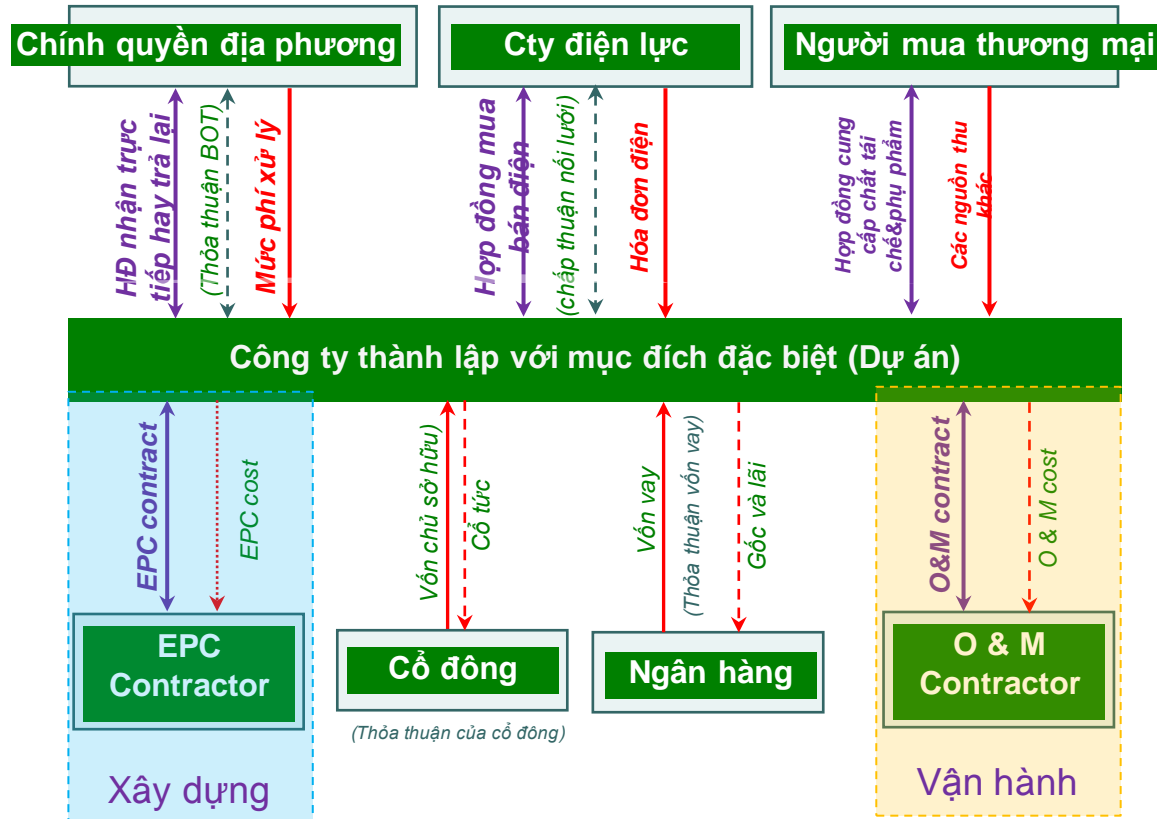 Chính quyền địa phương
Cty điện lực
Người mua thương mại
HĐ nhận trực
tiếp hay trả lại
(Thỏa thuận BOT)
Mức phí xử lý
Hợp đồng mua
bán điện
(chấp thuận nối lưới)
Hóa đơn điện
Hợp đồng cung
cấp chất tái
chế&phụ phẩm
Các nguồn thu
khác
Công ty thành lập với mục đích đặc biệt (Dự án)
EPC contract
EPC cost
Vốn chủ sở hữu)
Cổ tức
Vốn vay
(Thỏa thuận vốn vay)
Gốc và lãi
O&M contract
O & M cost
EPC
Contractor
Cổ đông
Ngân hàng
O & M
Contractor
(Thỏa thuận của cổ đông)
Xây dựng
Vận hành